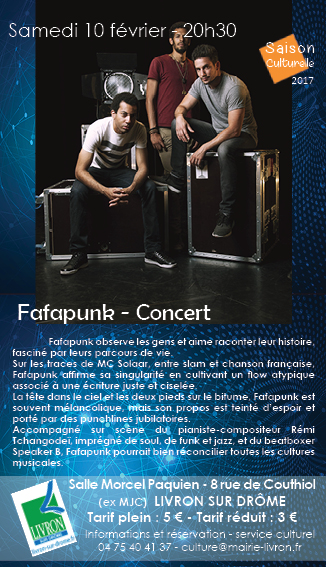 Samedi 10 février - 20h30
Saison
Culturelle
2017
Fafapunk - Concert
Fafapunk observe les gens et aime raconter leur histoire,
fasciné par leurs parcours de vie.
Sur les traces de MC Solaar, entre slam et chanson française,
Fafapunk affirme sa singularité en cultivant un flow atypique
associé à une écriture juste et ciselée.
La tête dans le ciel et les deux pieds sur le bitume, Fafapunk est
souvent mélancolique, mais son propos est teinté d'espoir et
porté par des punchlines jubilatoires.
Accompagné sur scène du pianiste-compositeur Rémi
Tchangodei, imprégné de soul, de funk et jazz, et du beatboxer
Speaker B, Fafapunk pourrait bien réconcilier toutes les cultures
musicales.
Salle Morcel Paquien - 8 rue de Couthiol
(ex MJC) LIVRON SUR DRÔME
Tarif plein : 5 € - Tarif réduit : 3 €
Informations et réservation - service culturel
04 75 40 41 37 - culture@mairie-livron.fr
LIVRON
SUR DRÔME
livron-sur-drome.fr